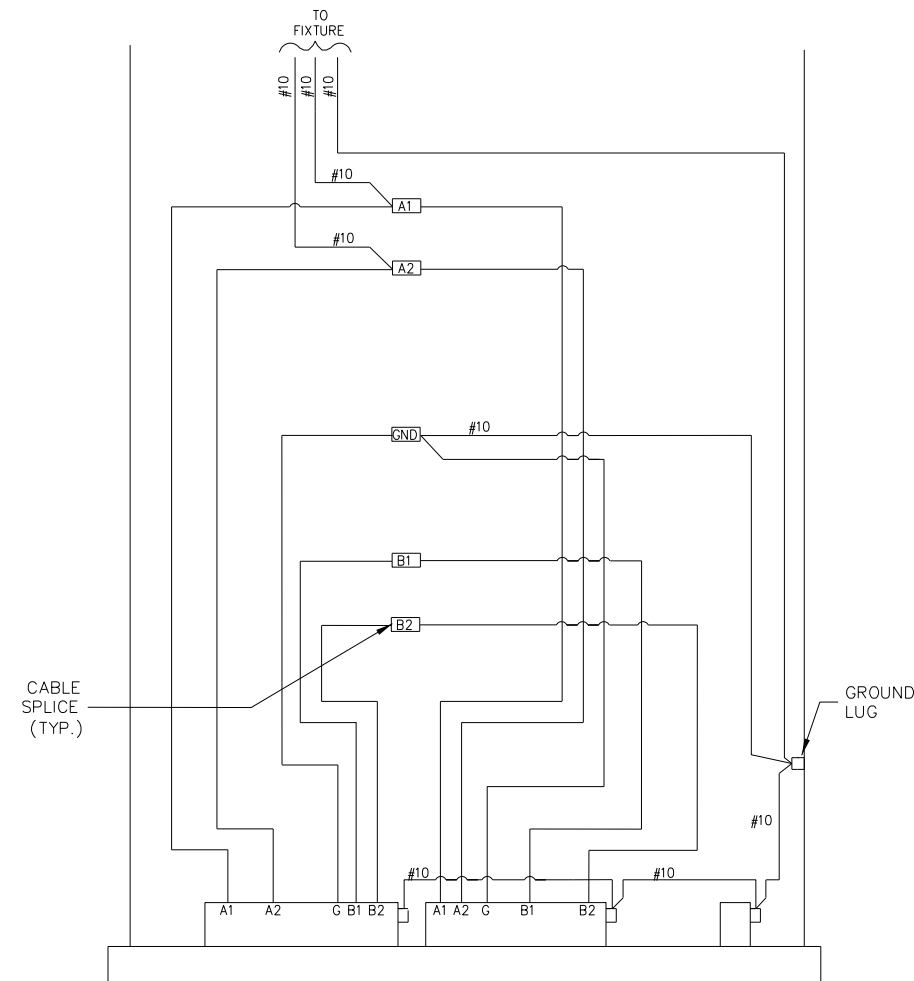 TO
FIXTURE
#10 #10 #10
#10
A1
#10
A2
GND #10
B1
B2
CABLE
SPLICE
(TYP.)
GROUND
LUG
#10
#10 #10
A1 A2 G B1 B2 A1 A2 G B1 B2